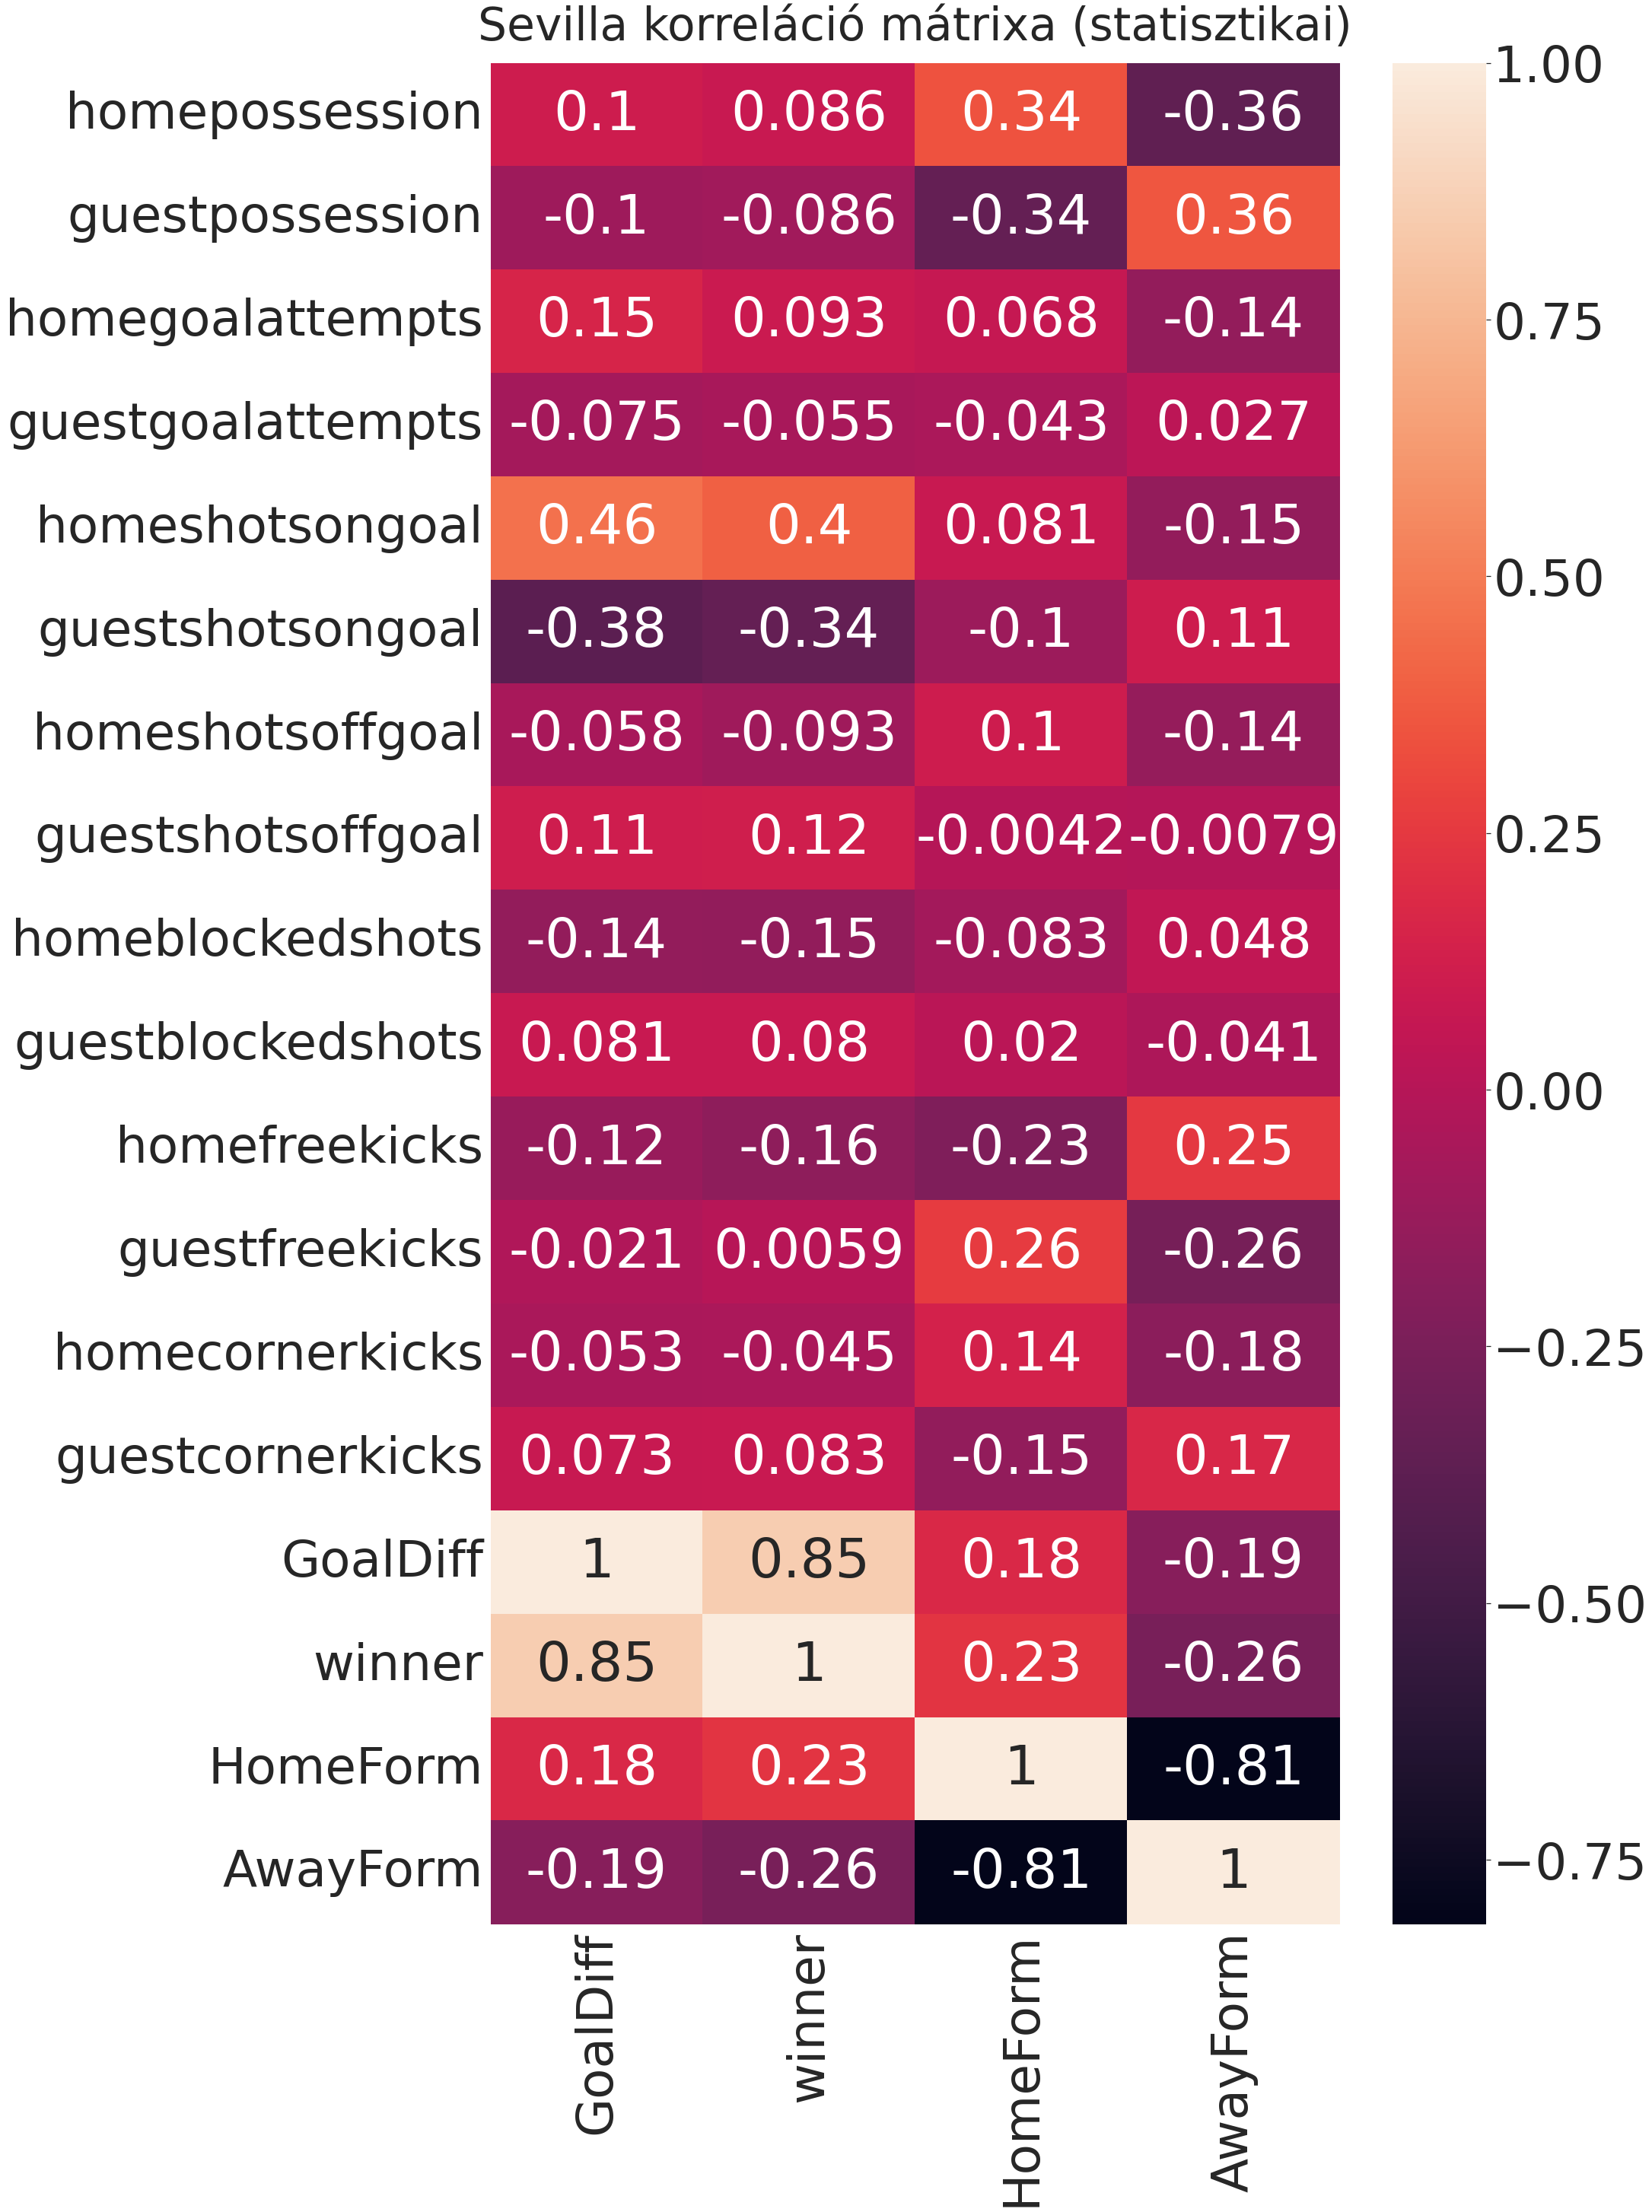 Sevilla korreláció mátrixa (statisztikai)
homepossession 0.1 0.086 0.34 -0.36
guestpossession -0.1 -0.086 -0.34 0.36
homegoalattempts 0.15 0.093 0.068 -0.14
guestgoalattempts -0.075 -0.055 -0.043 0.027
homeshotsongoal 0.46 0.4 0.081 -0.15
guestshotsongoal -0.38 -0.34 -0.1 0.11
homeshotsoffgoal -0.058 -0.093 0.1 -0.14
guestshotsoffgoal 0.11 0.12 -0.0042 -0.0079
homeblockedshots -0.14 -0.15 -0.083 0.048
guestblockedshots 0.081 0.08 0.02 -0.041
homefreekicks -0.12 -0.16 -0.23 0.25
guestfreekicks -0.021 0.0059 0.26 -0.26
homecornerkicks -0.053 -0.045 0.14 -0.18
guestcornerkicks 0.073 0.083 -0.15 0.17
GoalDiff 1 0.85 0.18 -0.19
winner 0.85 1 0.23 -0.26
HomeForm 0.18 0.23 1 -0.81
AwayForm -0.19 -0.26 -0.81 1
GoalDiff winner HomeForm AwayForm
1.00
0.75
0.50
0.25
0.00
−0.25
−0.50
−0.75